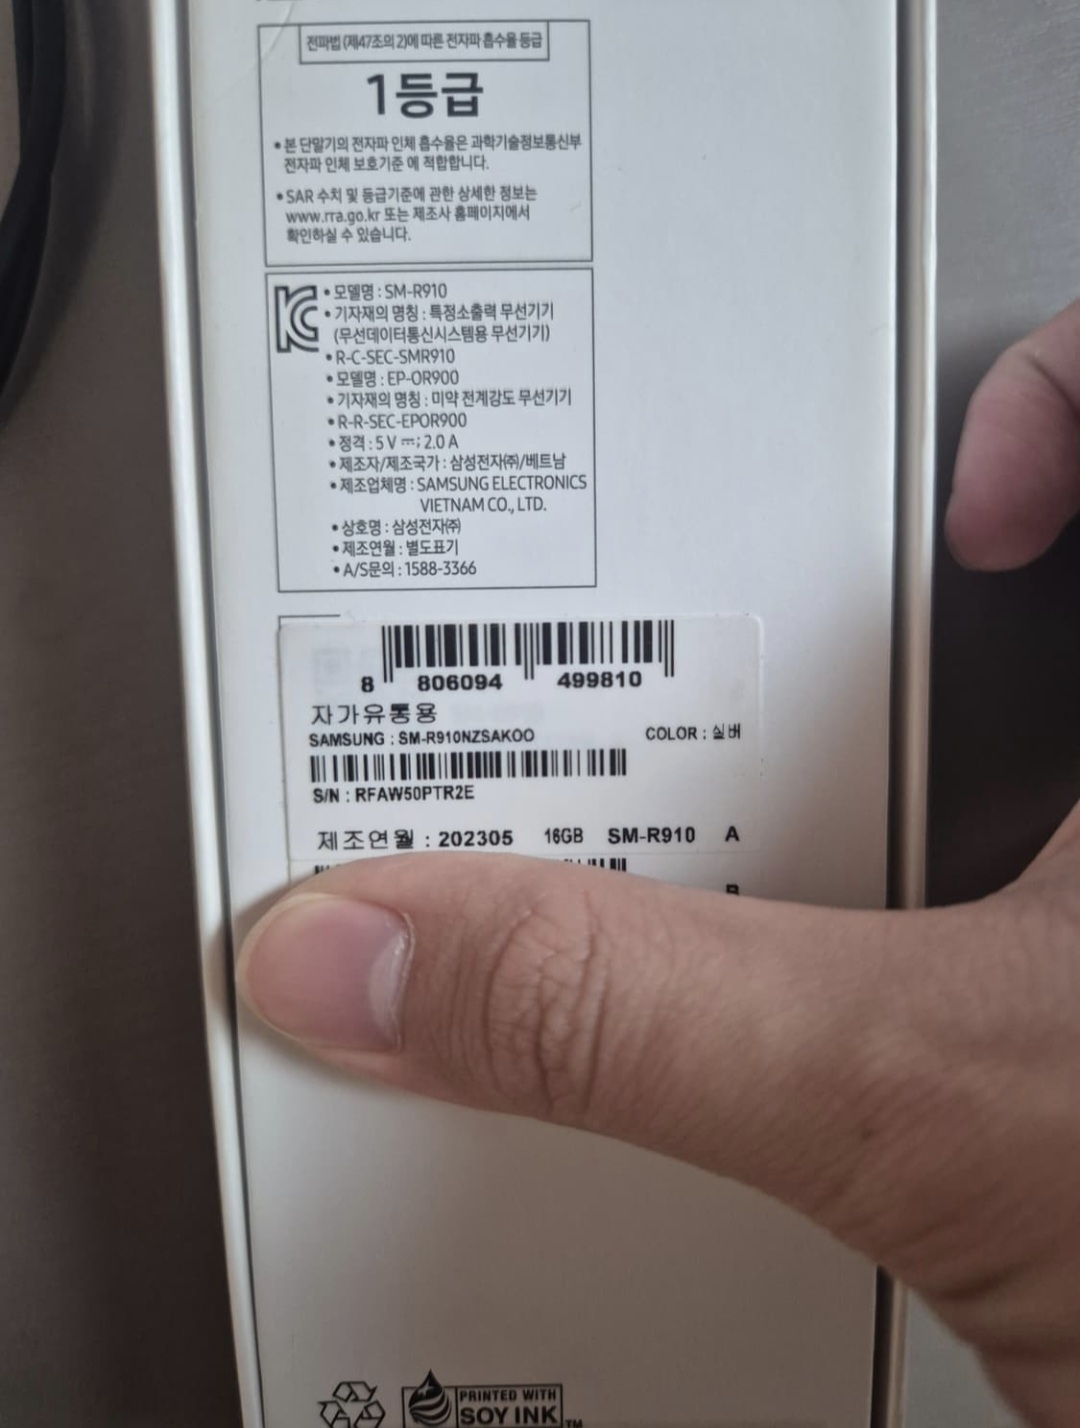 전파법 (제47조의 2)에 따른 전자파 흡수율 등급
1등급
• 본 단말기의 전자파 인체 흡수율은 과학기술정보통신부
전자파 인체 보호기준 에 적합합니다.
• SAR 수치 및 등급기준에 관한 상세한 정보는
www.rra.go.kr 또는 제조사 홈페이지에서
확인하실 수 있습니다.
• 모델명 : SM-R910
• 기자재의 명칭 : 특정소출력 무선기기
(무선데이터통신시스템용 무선기기)
• R-C-SEC-SMR910
• 모델명 : EP-OR900
• 기자재의 명칭 : 미약 전계강도 무선기기
• R-R-SEC-EPOR900
• 정격 : 5 V ⎓; 2.0 A
• 제조자/제조국가 : 삼성전자㈜/베트남
• 제조업체명 : SAMSUNG ELECTRONICS
VIETNAM CO., LTD.
• 상호명 : 삼성전자㈜
• 제조연월 : 별도표기
• A/S문의 : 1588-3366
8 806094 499810
자가유통용
SAMSUNG : SM-R910NZSAKOO COLOR : 실버
S/N : RFAW50PTR2E
제조연월 : 202305 16GB SM-R910 A
PRINTED WITH
SOY INK TM